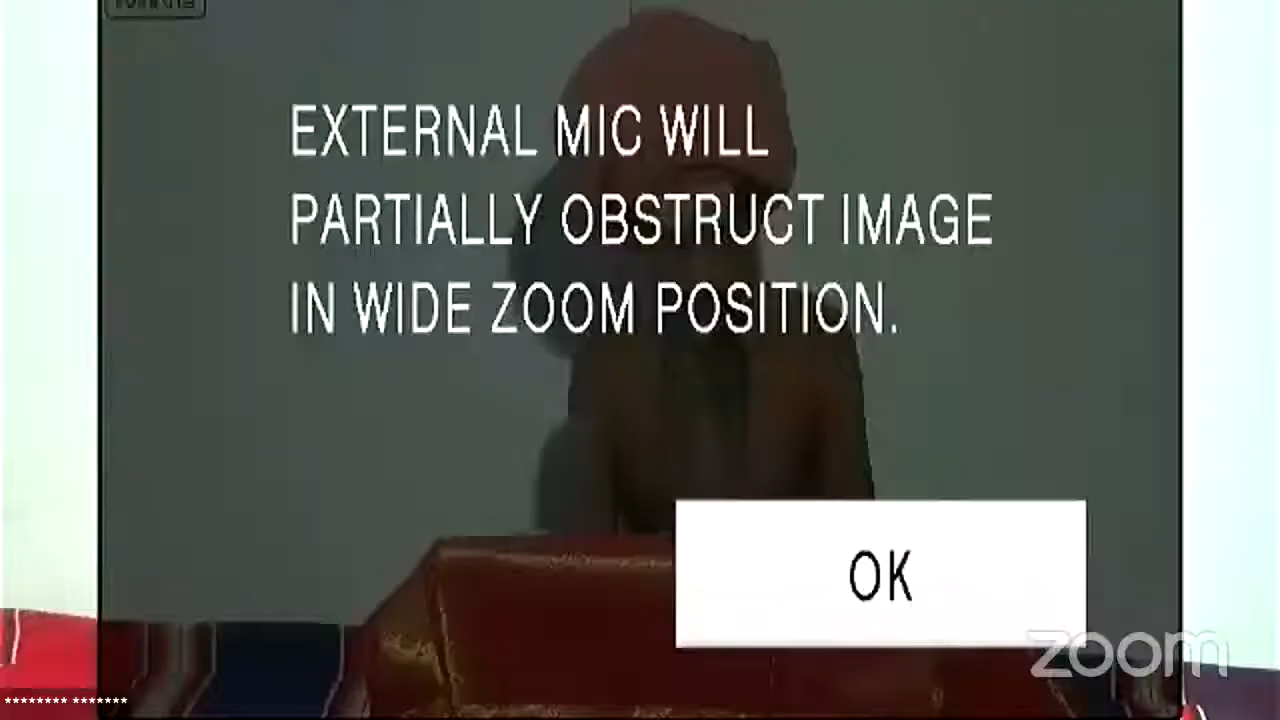 EXTERNAL MIC WILL
PARTIALLY OBSTRUCT IMAGE
IN WIDE ZOOM POSITION.
OK
zoom
******** *******